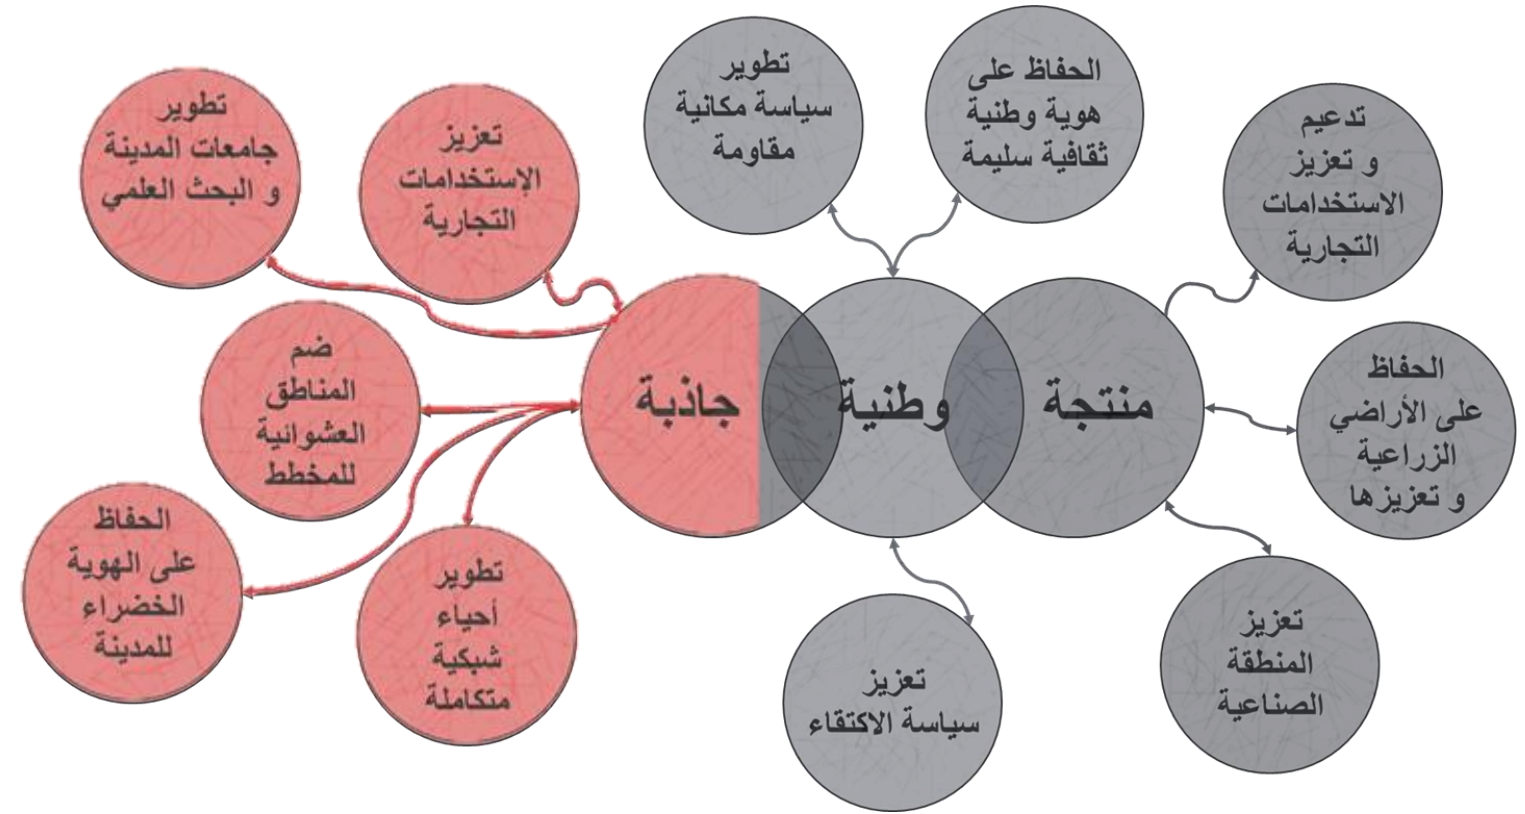 تدعيم
و تعزيز
الاستخدامات
التجارية
الحفاظ
على الأراضي
الزراعية
و تعزيزها
تعزيز
المنطقة
الصناعية
منتجة
الحفاظ على
هوية وطنية
ثقافية سليمة
تطوير
سياسة مكانية
مقاومة
وطنية
تعزيز
سياسة الاكتفاء
جاذبة
تعزيز
الإستخدامات
التجارية
تطوير
جامعات المدينة
و البحث العلمي
ضم
المناطق
العشوائية
للمخطط
الحفاظ
على الهوية
الخضراء
للمدينة
تطوير
أحياء
شبكية
متكاملة